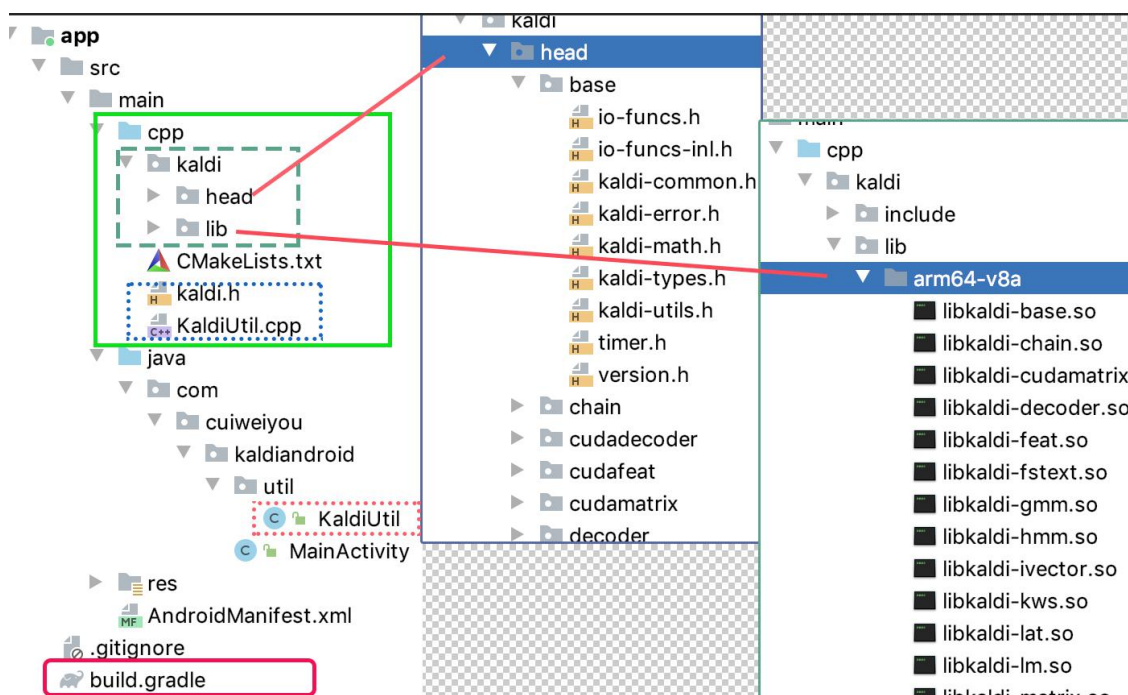 app
src
main
cpp
kaldi
head
lib
CMakeLists.txt
kaldi.h
KaldiUtil.cpp
java
com
cuiweiyou
kaldiandroid
util
KaldiUtil
MainActivity
res
AndroidManifest.xml
.gitignore
build.gradle
kaldi
head
base
io-funcs.h
io-funcs-inl.h
kaldi-common.h
kaldi-error.h
kaldi-math.h
kaldi-types.h
kaldi-utils.h
timer.h
version.h
chain
cudadecoder
cudafeat
cudamatrix
decoder
main
cpp
kaldi
include
lib
arm64-v8a
libkaldi-base.so
libkaldi-chain.so
libkaldi-cudamatrix
libkaldi-decoder.so
libkaldi-feat.so
libkaldi-fstext.so
libkaldi-gmm.so
libkaldi-hmm.so
libkaldi-ivector.so
libkaldi-kws.so
libkaldi-lat.so
libkaldi-lm.so
libkaldi-matrix.so